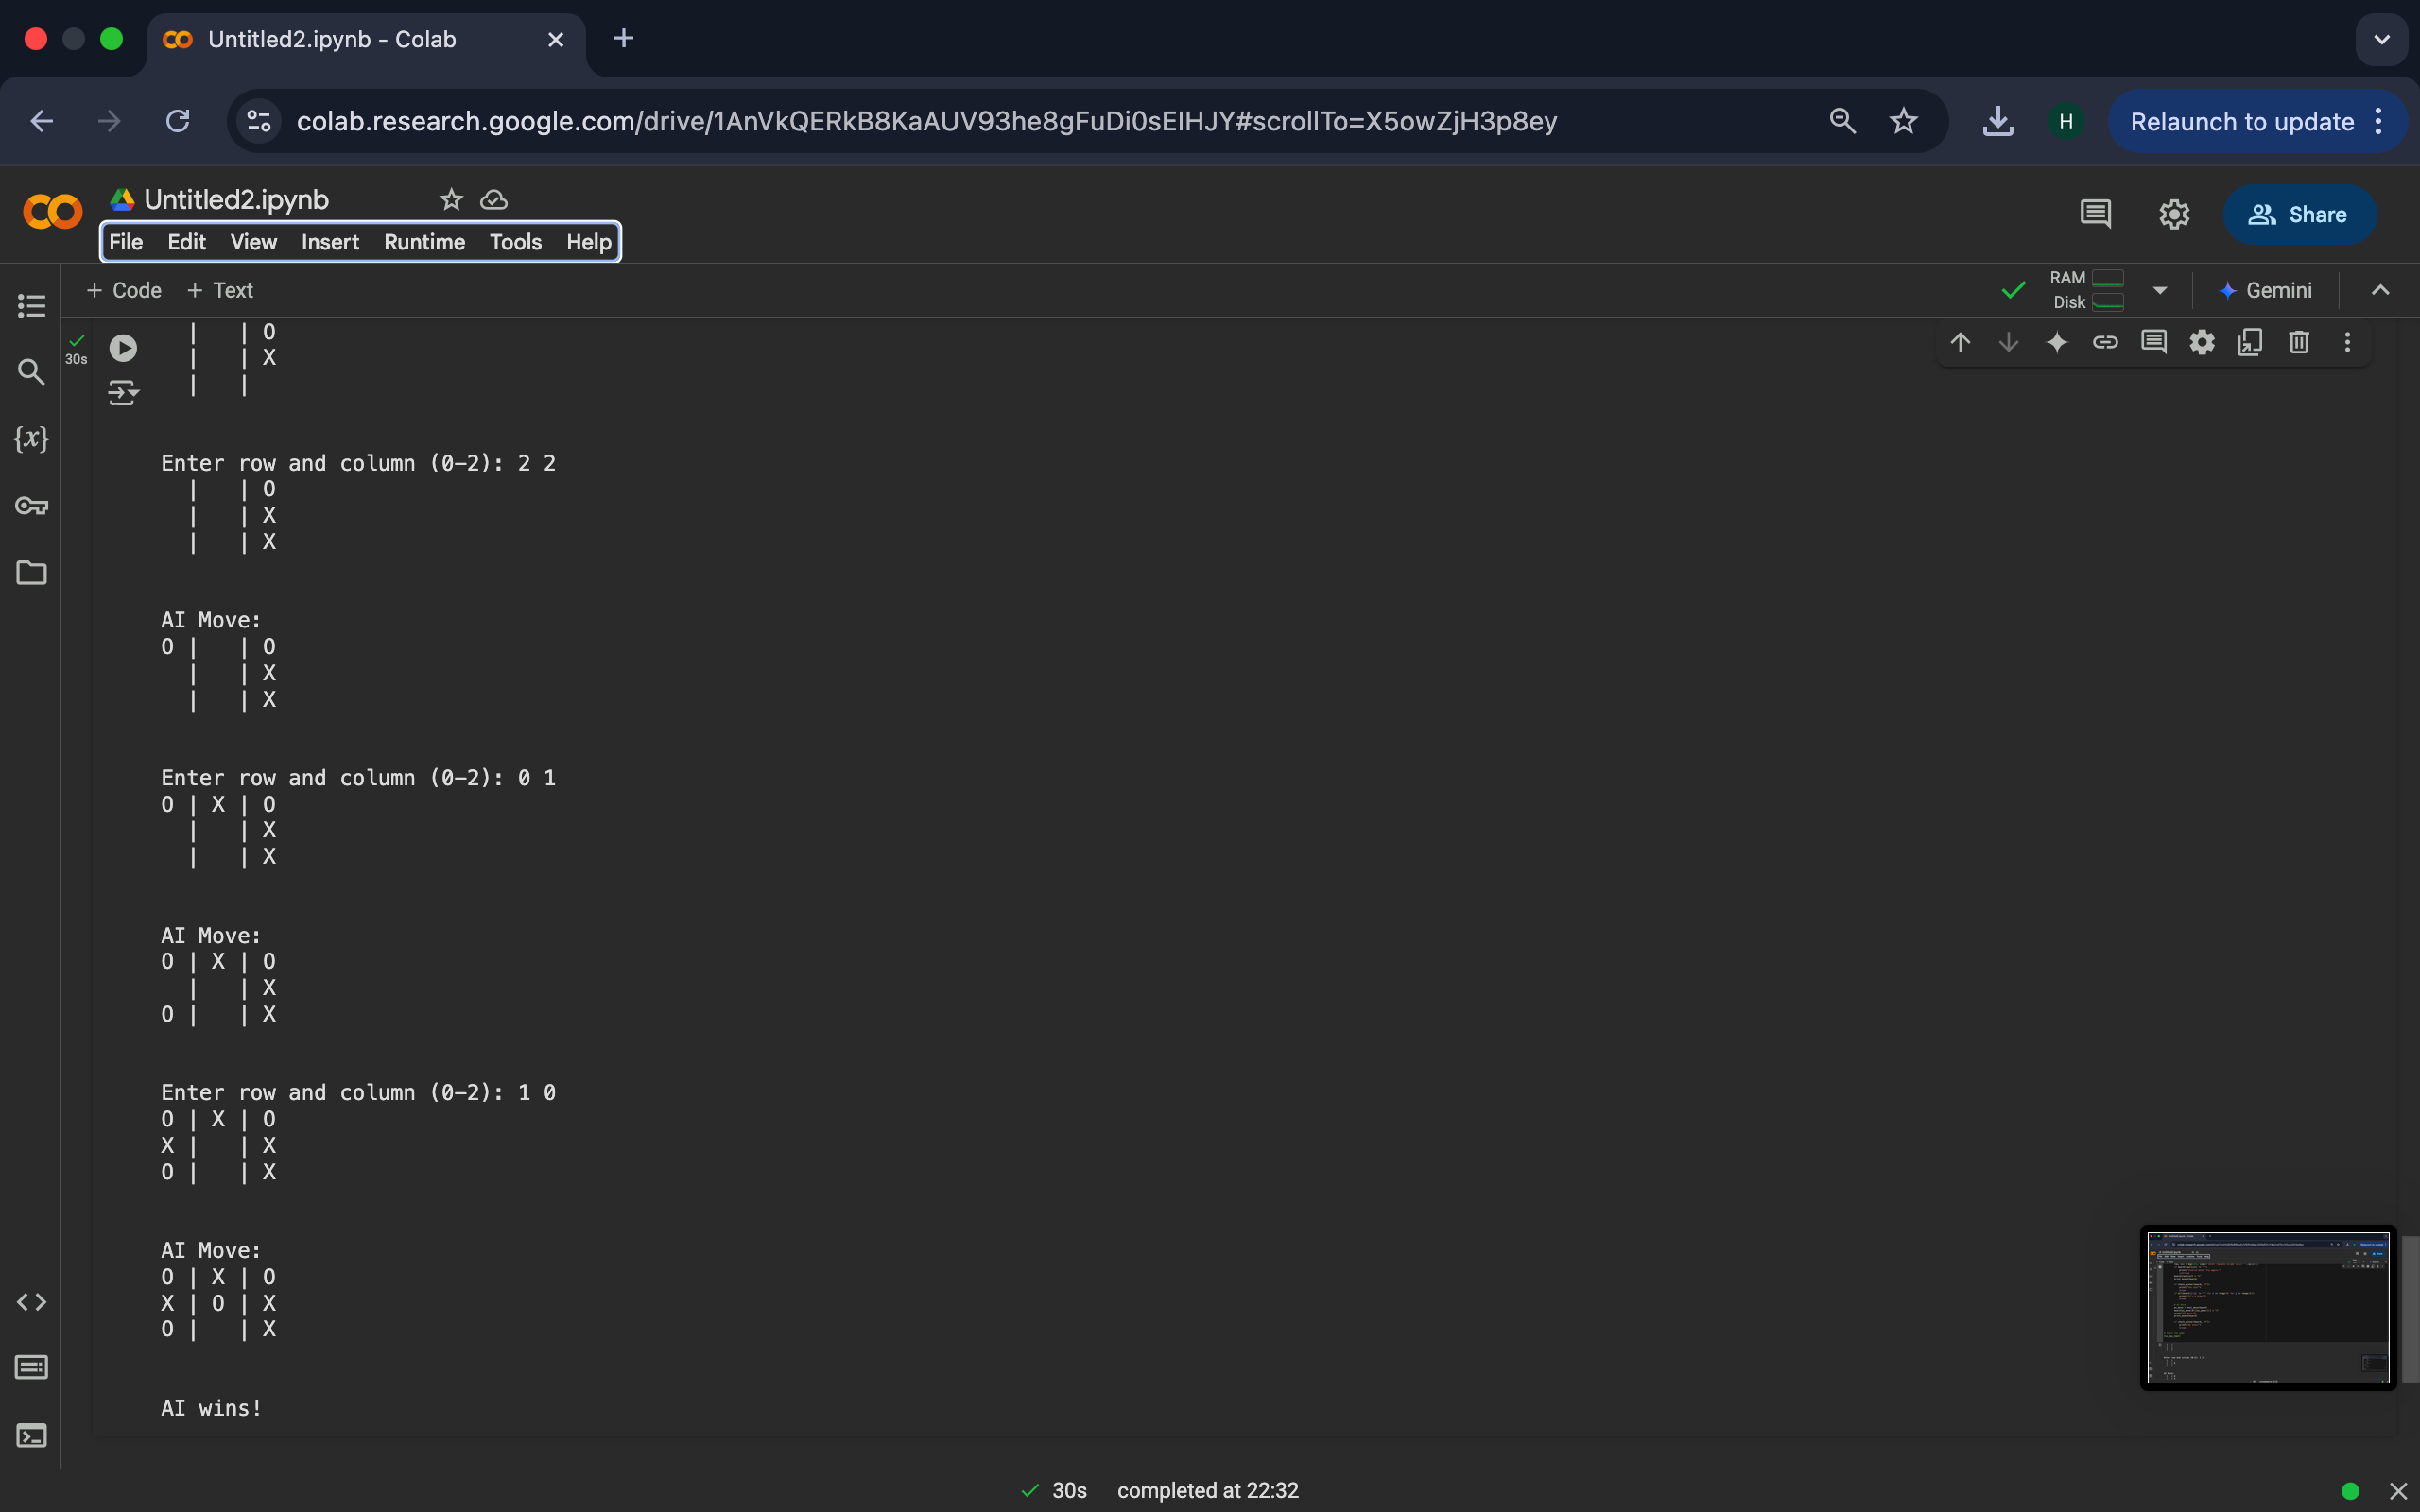 Untitled2.ipynb - Colab
colab.research.google.com/drive/1AnVkQERkB8KaAUV93he8gFuDi0sEIHJY#scrollTo=X5owZjH3p8ey
H
Relaunch to update
Untitled2.ipynb
Share
File Edit View Insert Runtime Tools Help
+ Code + Text
RAM
Disk
Gemini
30s
  |   | O
  |   | X
  |   |
Enter row and column (0-2): 2 2
  |   | O
  |   | X
  |   | X
AI Move:
O |   | O
  |   | X
  |   | X
Enter row and column (0-2): 0 1
O | X | O
  |   | X
  |   | X
AI Move:
O | X | O
  |   | X
O |   | X
Enter row and column (0-2): 1 0
O | X | O
X |   | X
O |   | X
AI Move:
O | X | O
X | O | X
O |   | X
AI wins!
30s completed at 22:32